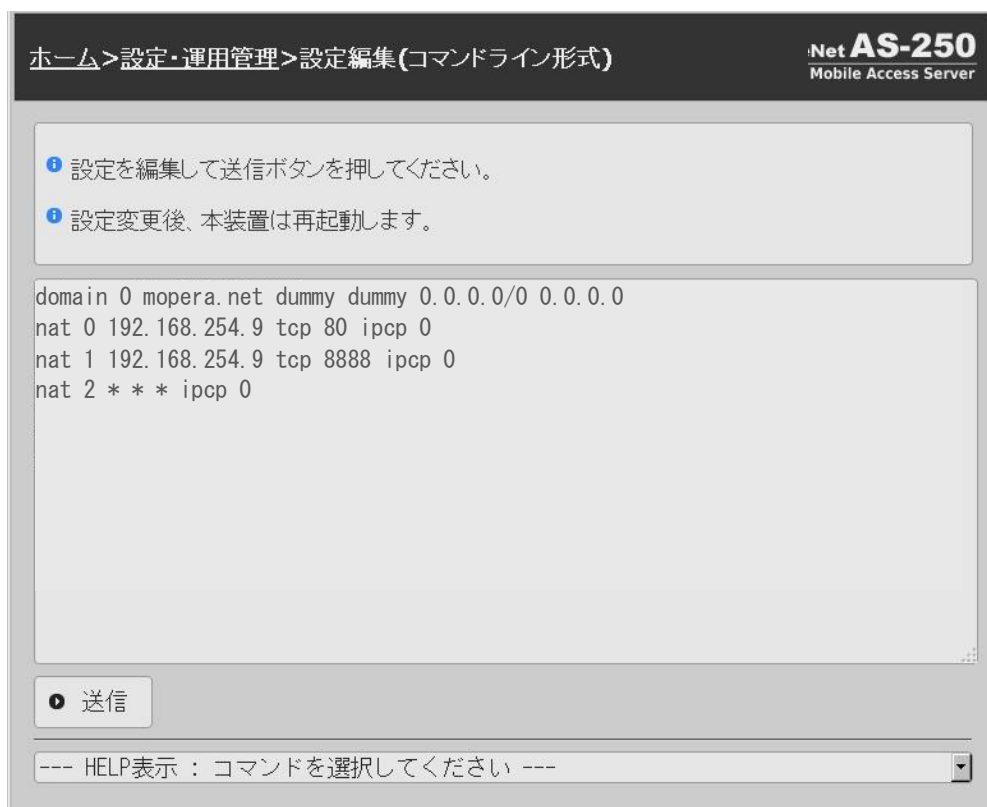 ホーム>設定・運用管理>設定編集(コマンドライン形式)
Net AS-250
Mobile Access Server
設定を編集して送信ボタンを押してください。
設定変更後、本装置は再起動します。
domain 0 mopera.net dummy dummy 0.0.0.0/0 0.0.0.0
nat 0 192.168.254.9 tcp 80 ipcp 0
nat 1 192.168.254.9 tcp 8888 ipcp 0
nat 2 * * * ipcp 0
送信
--- HELP表示 : コマンドを選択してください ---